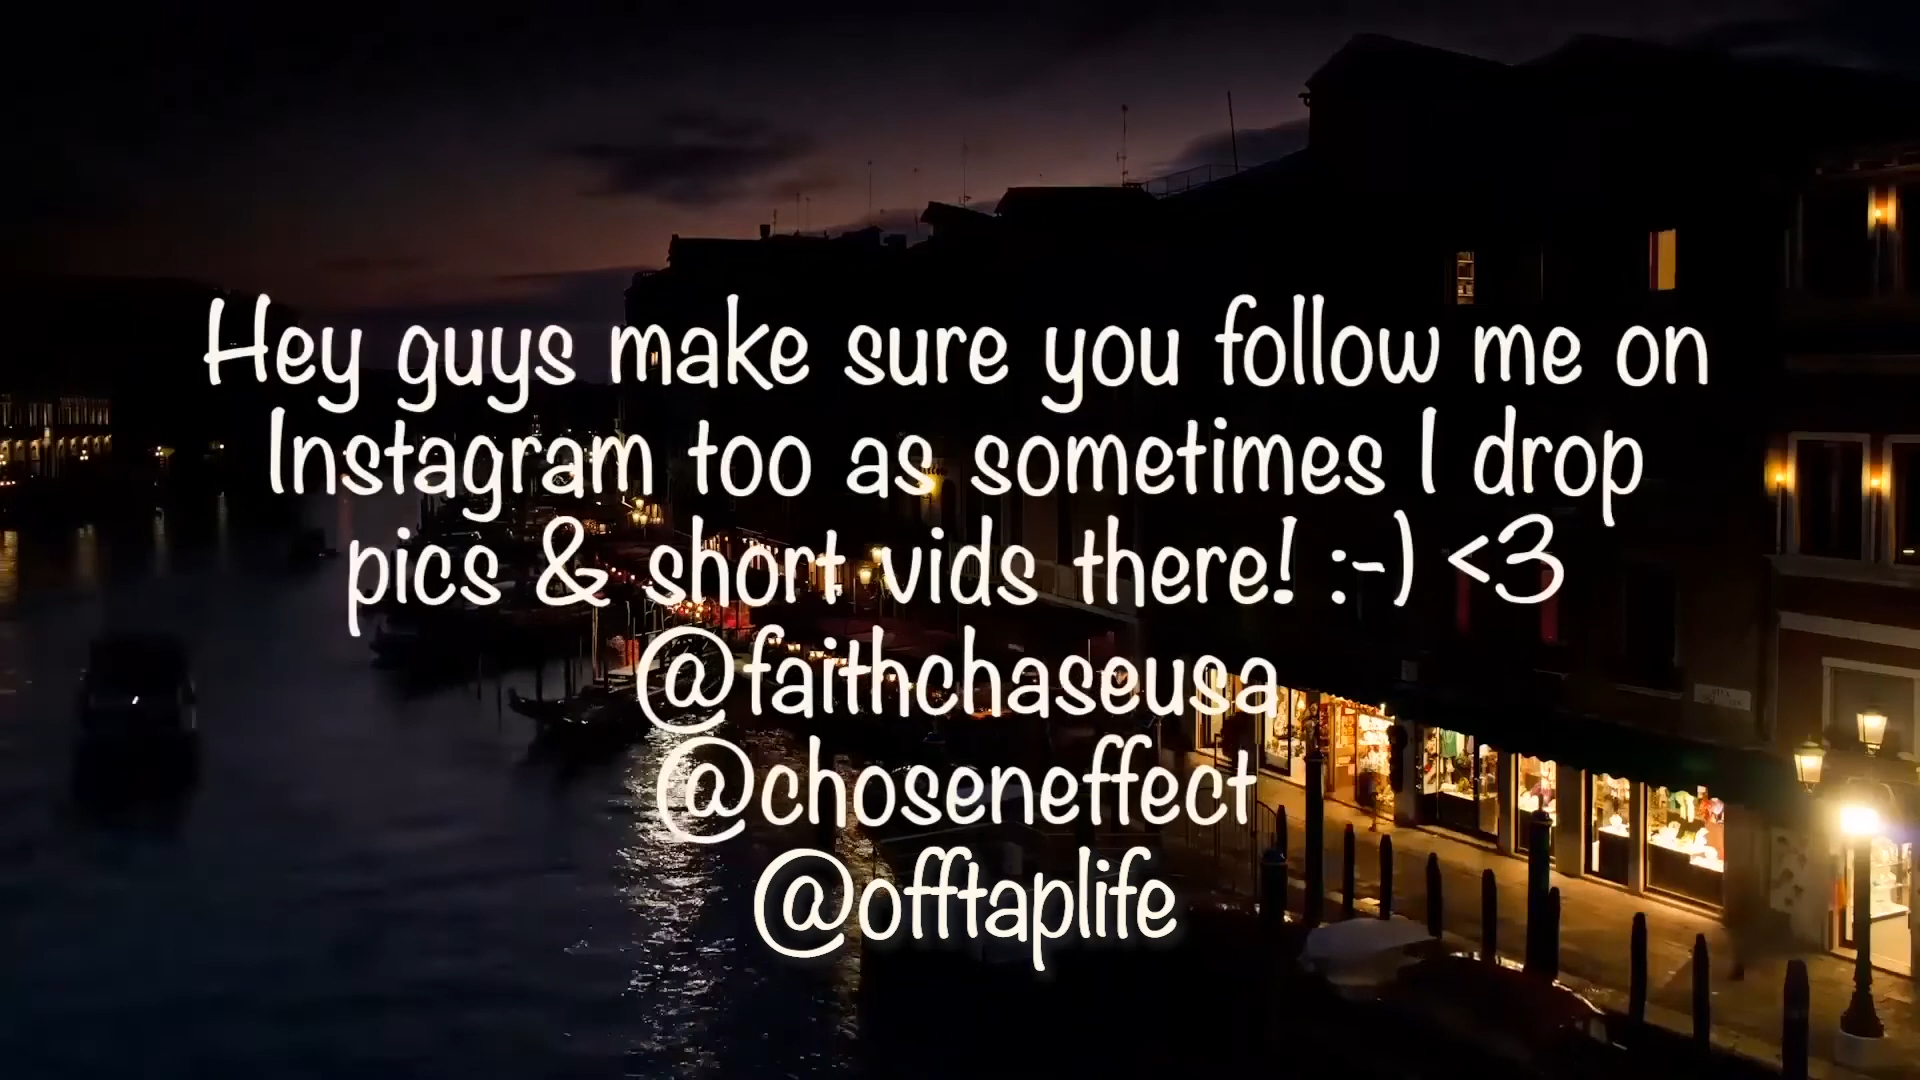 Hey guys make sure you follow me on
Instagram too as sometimes I drop
pics & short vids there! :-) <3
@faithchaseusa
@choseneffect
@offtaplife